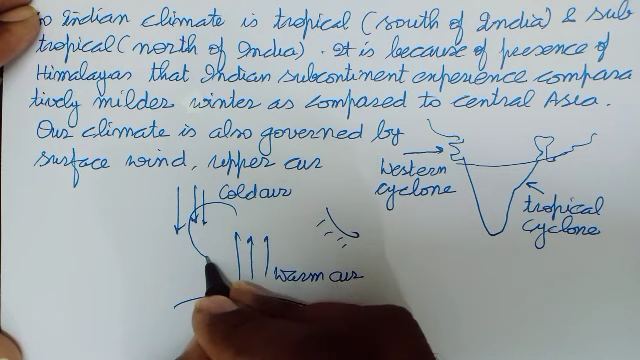 so Indian climate is tropical (south of India) & sub
tropical (north of India). It is because of presence of
Himalayas that Indian subcontinent experience compara
tively milder winter as compared to central Asia.
Our climate is also governed by
surface wind, upper air
Western
cyclone
tropical
cyclone
Cold air
Warm air